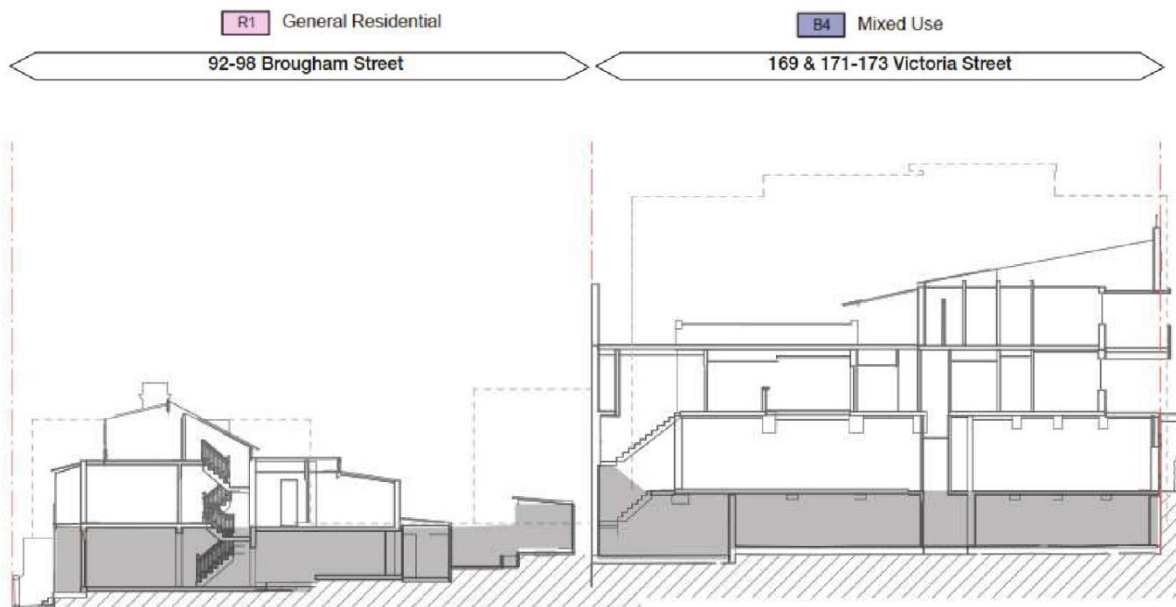 R1 General Residential
B4 Mixed Use
92-98 Brougham Street
169 & 171-173 Victoria Street